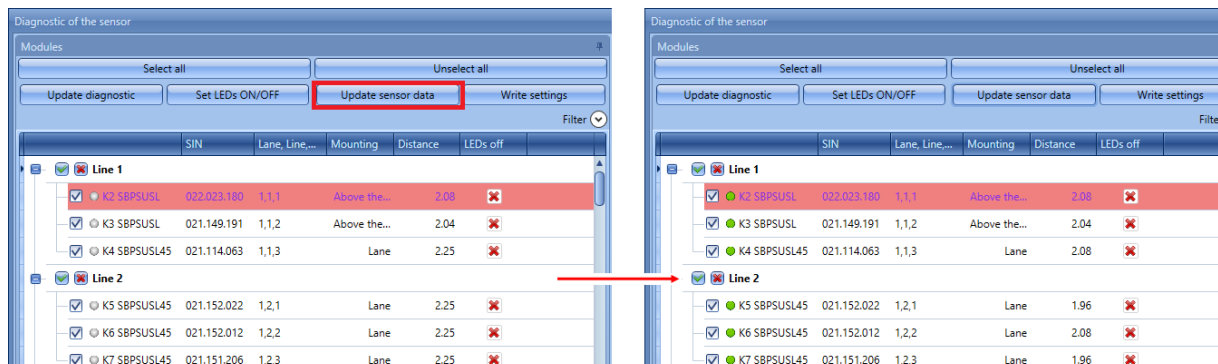 Diagnostic of the sensor
Modules
Select all Unselect all
Update diagnostic Set LEDs ON/OFF Update sensor data Write settings
Filter
SIN Lane, Line,... Mounting Distance LEDs off
Line 1
K2 SBPSUSL 022.023.180 1,1,1 Above the... 2.08
K3 SBPSUSL 021.149.191 1,1,2 Above the... 2.04
K4 SBPSUSL45 021.114.063 1,1,3 Lane 2.25
Line 2
K5 SBPSUSL45 021.152.022 1,2,1 Lane 2.25
K6 SBPSUSL45 021.152.012 1,2,2 Lane 2.25
K7 SBPSUSL45 021.151.206 1,2,3 Lane 2.25
Diagnostic of the sensor
Modules
Select all Unselect all
Update diagnostic Set LEDs ON/OFF Update sensor data Write settings
Filte
SIN Lane, Line,... Mounting Distance LEDs off
Line 1
K2 SBPSUSL 022.023.180 1,1,1 Above the... 2.08
K3 SBPSUSL 021.149.191 1,1,2 Above the... 2.04
K4 SBPSUSL45 021.114.063 1,1,3 Lane 2.08
Line 2
K5 SBPSUSL45 021.152.022 1,2,1 Lane 1.96
K6 SBPSUSL45 021.152.012 1,2,2 Lane 2.08
K7 SBPSUSL45 021.151.206 1,2,3 Lane 1.96